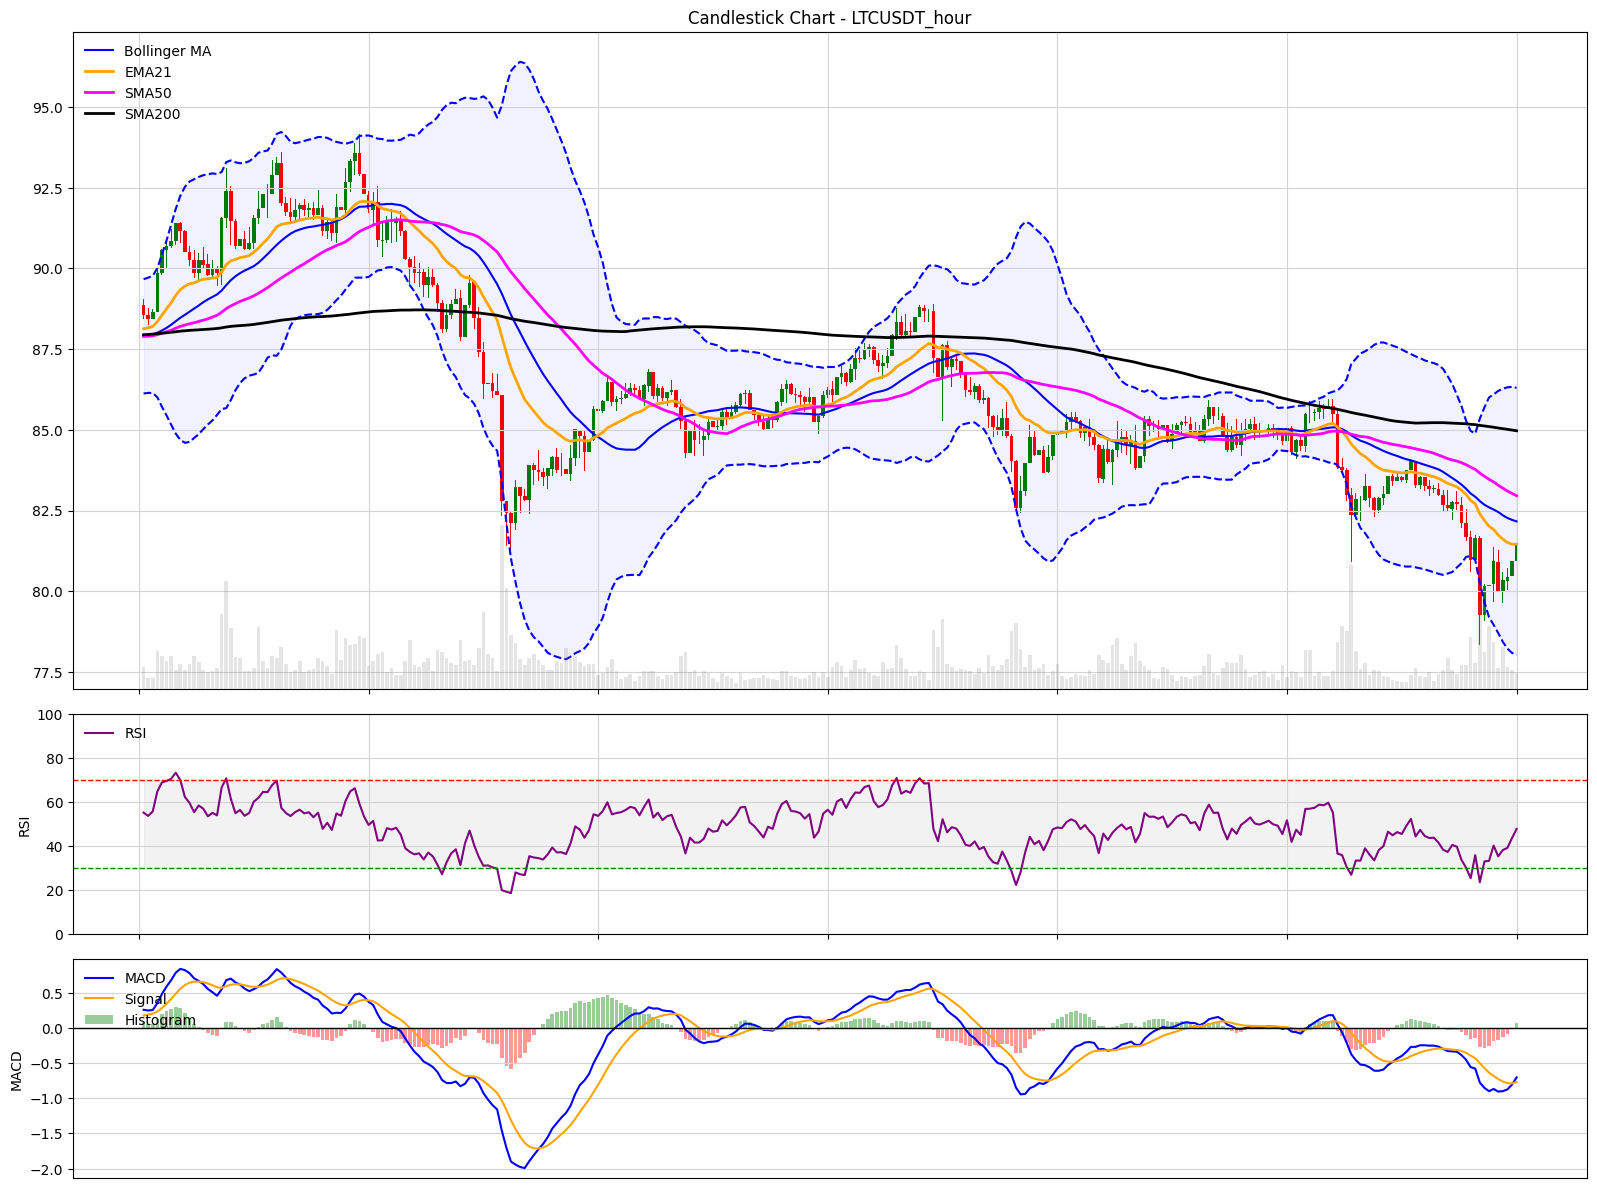 Candlestick Chart - LTCUSDT_hour
Bollinger MA
EMA21
SMA50
SMA200
95.0
92.5
90.0
87.5
85.0
82.5
80.0
77.5
RSI
100
80
60
40
20
0
RSI
MACD
Signal
Histogram
0.5
0.0
−0.5
−1.0
−1.5
−2.0
MACD